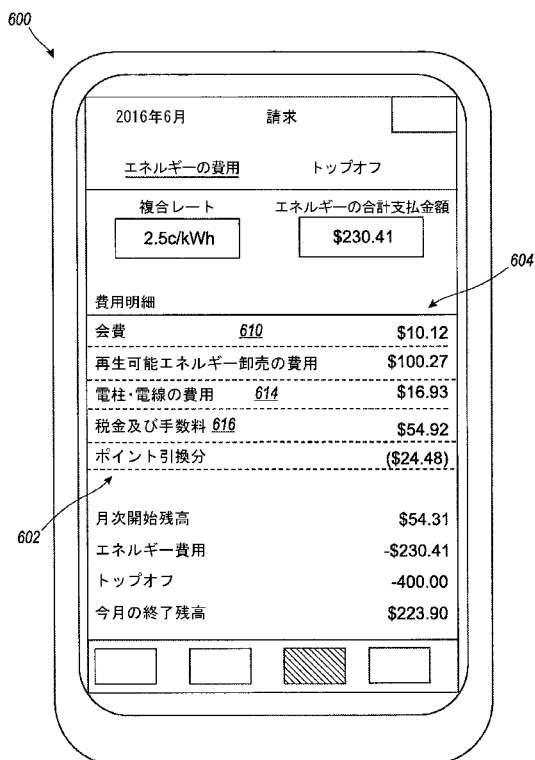 600
2016年6月 請求
エネルギーの費用 トップオフ
複合レート エネルギーの合計支払金額
2.5c/kWh $230.41
604
費用明細
会費 610 $10.12
再生可能エネルギー卸売の費用 $100.27
電柱・電線の費用 614 $16.93
税金及び手数料 616 $54.92
ポイント引換分 ($24.48)
602
月次開始残高 $54.31
エネルギー費用 -$230.41
トップオフ -400.00
今月の終了残高 $223.90